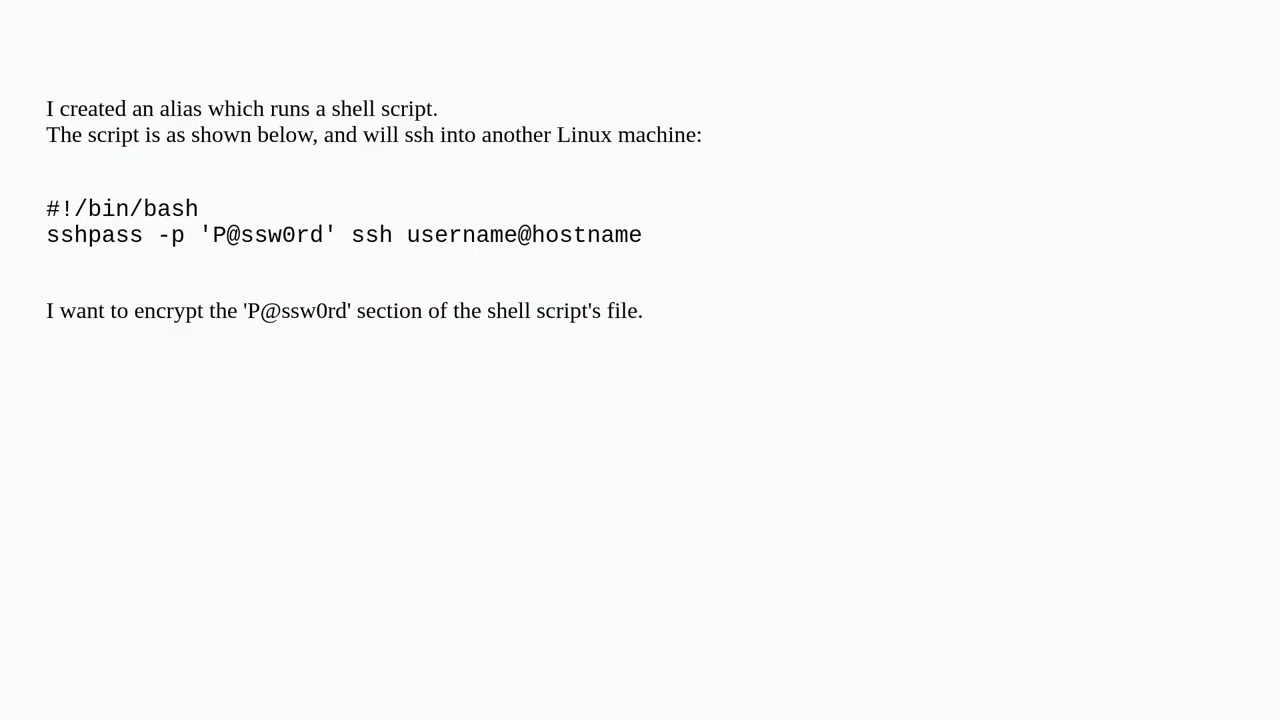 I created an alias which runs a shell script.
The script is as shown below, and will ssh into another Linux machine:
#!/bin/bash
sshpass -p 'P@ssw0rd' ssh username@hostname
I want to encrypt the 'P@ssw0rd' section of the shell script's file.